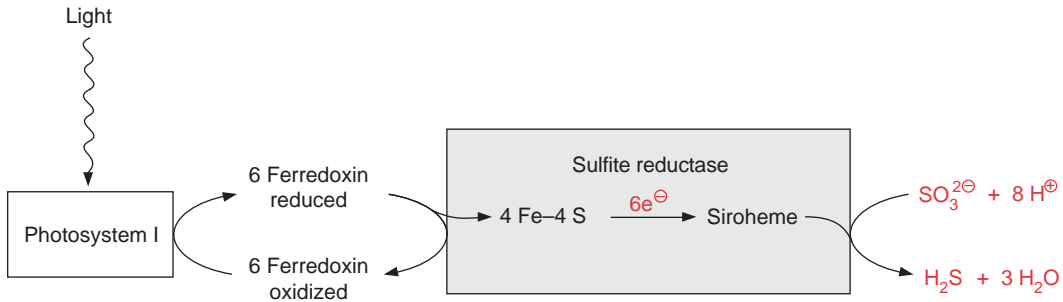 Light
Photosystem I
6 Ferredoxin
reduced
6 Ferredoxin
oxidized
Sulfite reductase
4 Fe–4 S
6e⊖
Siroheme
SO₃²⊖ + 8 H⊕
H₂S + 3 H₂O